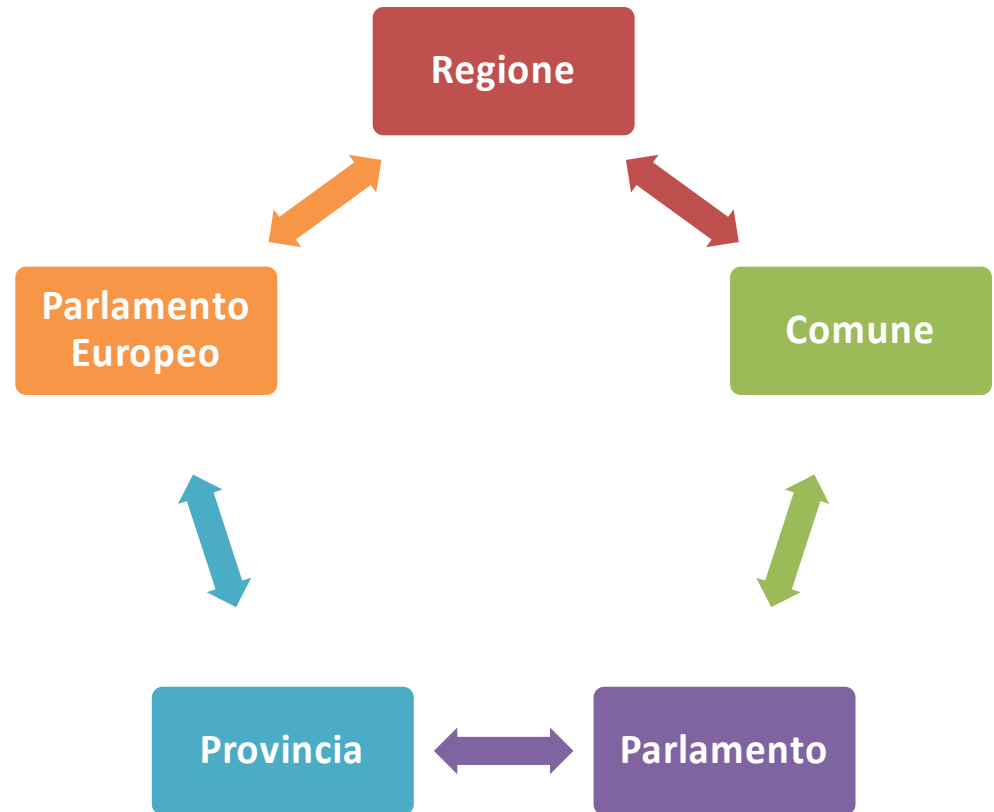 Regione
Parlamento
Europeo
Comune
Provincia
Parlamento